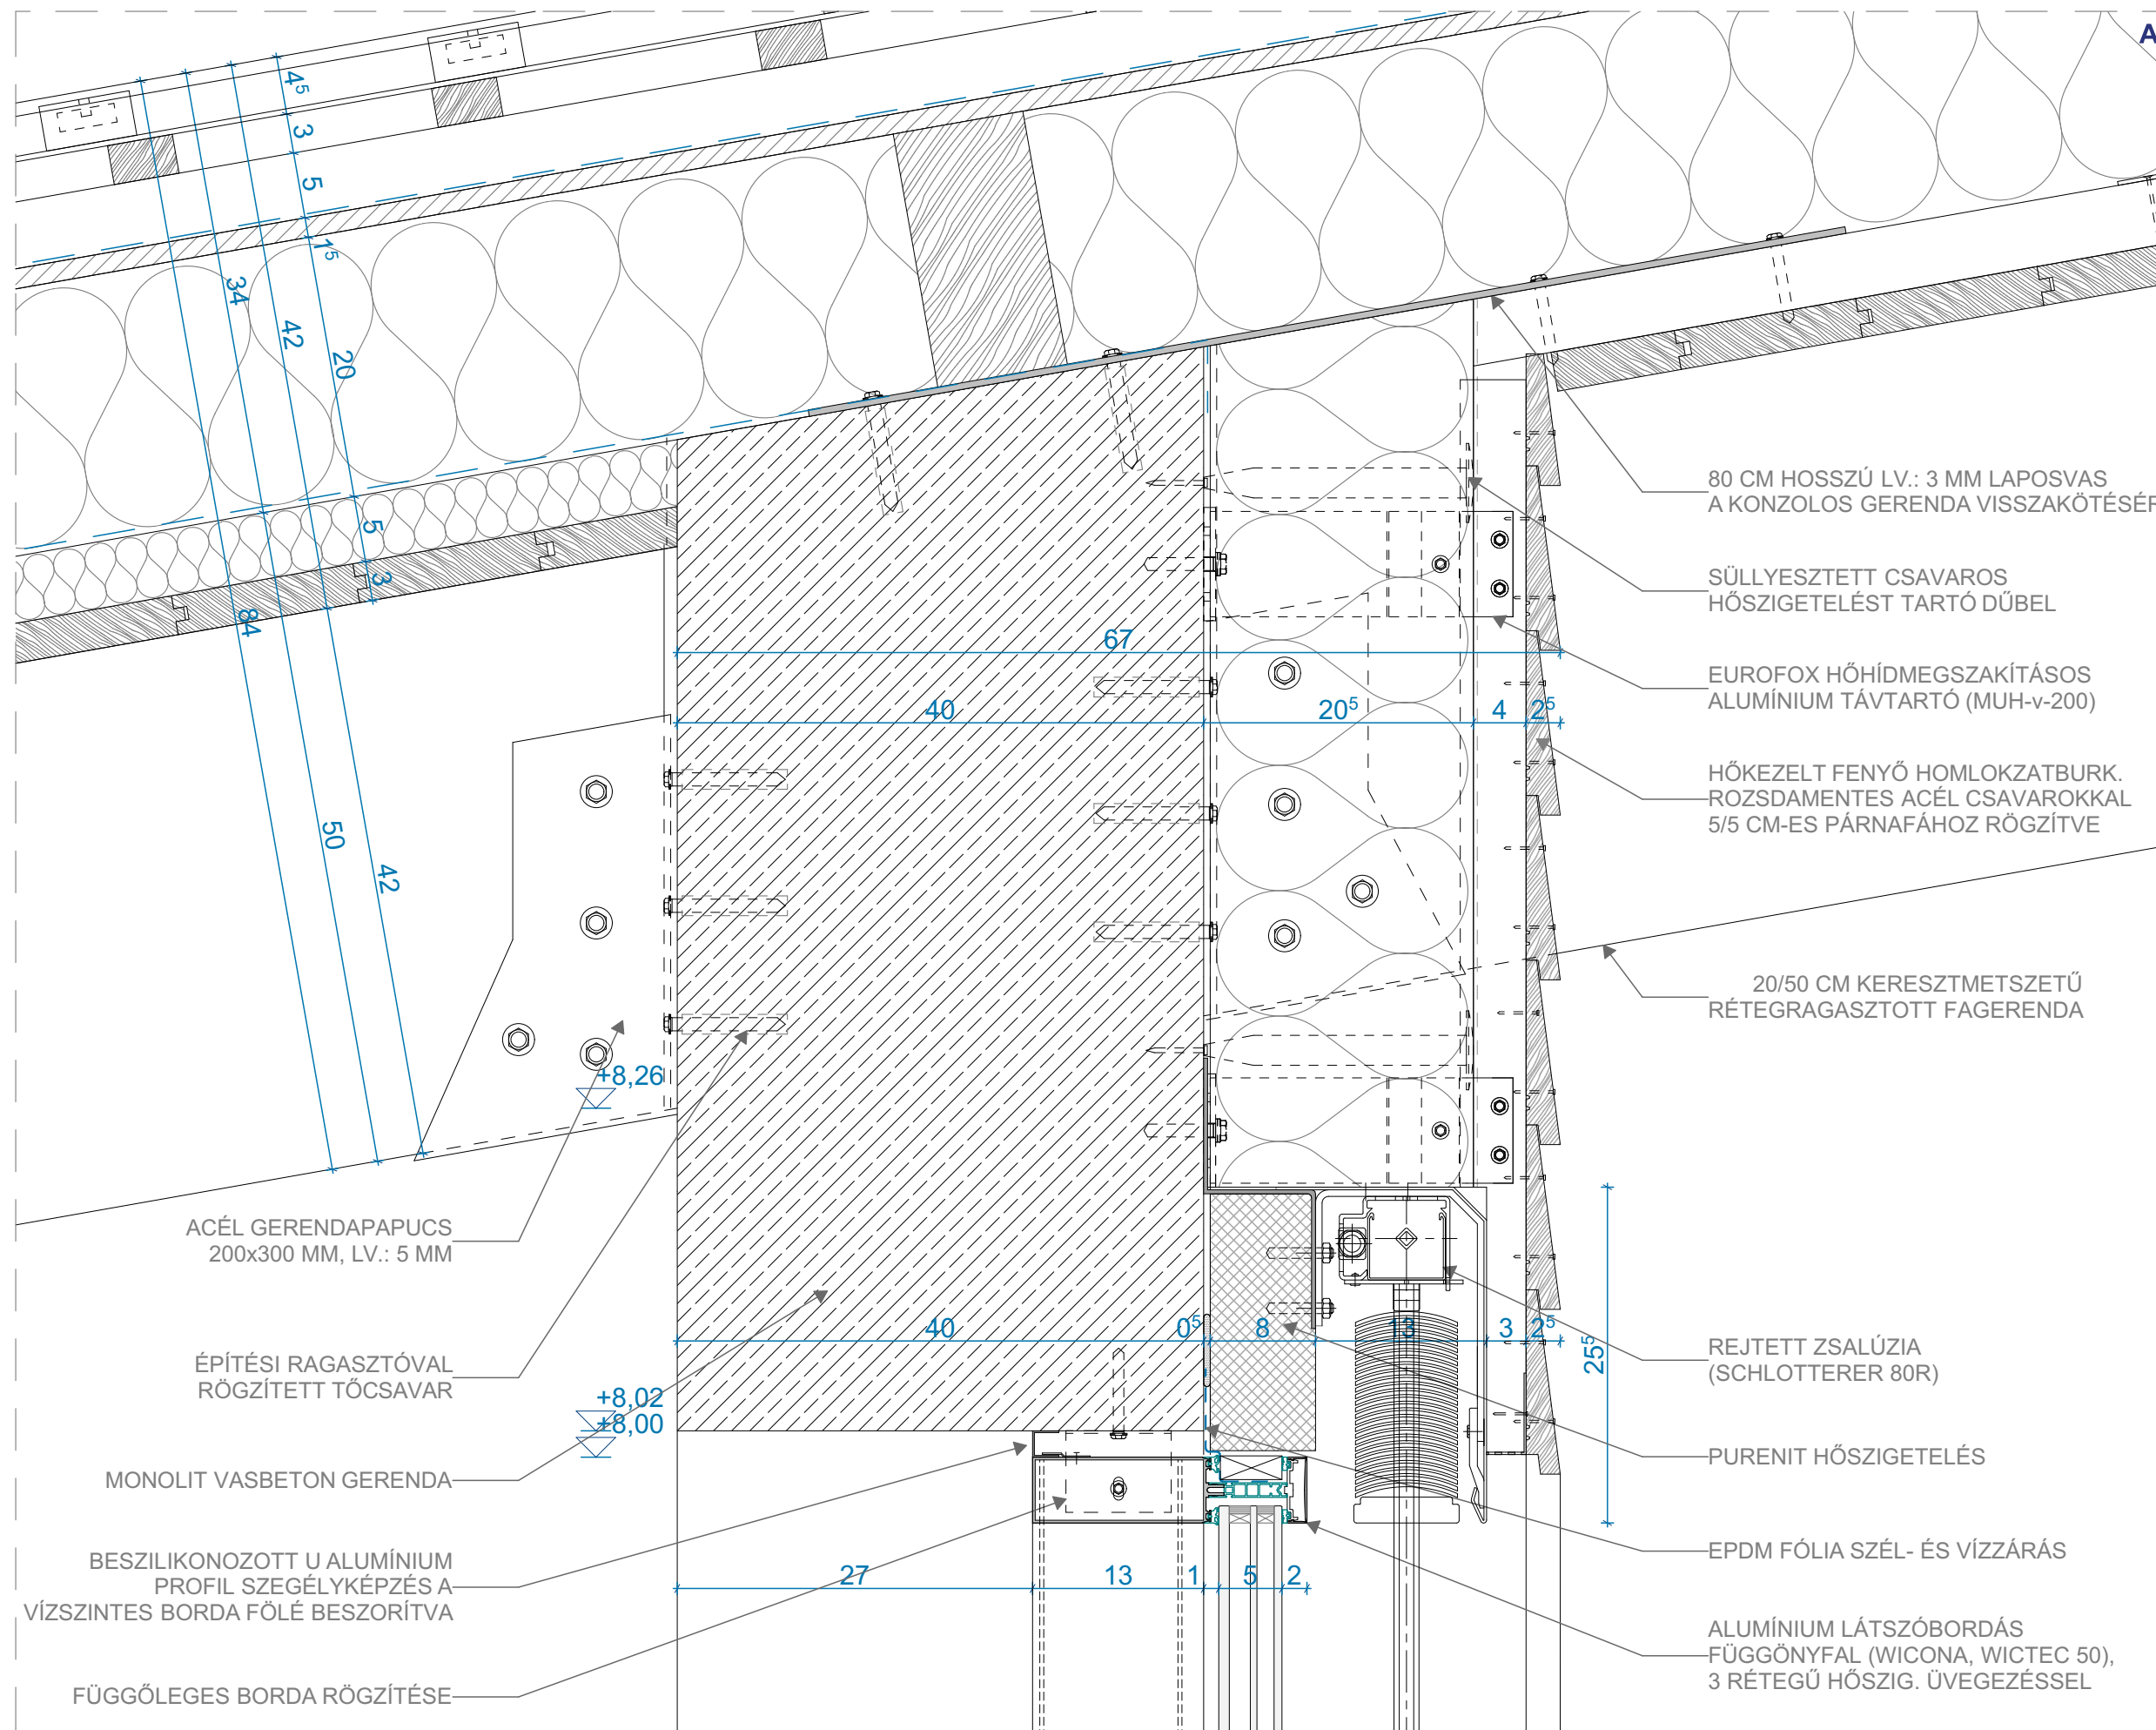 A
4⁵
3
5
1⁵
34
42
20
5
3
84
50
42
67
40
20⁵
4
2⁵
80 CM HOSSZÚ LV.: 3 MM LAPOSVAS
A KONZOLOS GERENDA VISSZAKÖTÉSÉR
SÜLLYESZTETT CSAVAROS
HŐSZIGETELÉST TARTÓ DŰBEL
EUROFOX HŐHÍDMEGSZAKÍTÁSOS
ALUMÍNIUM TÁVTARTÓ (MUH-v-200)
HŐKEZELT FENYŐ HOMLOKZATBURK.
ROZSDAMENTES ACÉL CSAVAROKKAL
5/5 CM-ES PÁRNAFÁHOZ RÖGZÍTVE
20/50 CM KERESZTMETSZETŰ
RÉTEGRAGASZTOTT FAGERENDA
+8,26
ACÉL GERENDAPAPUCS
200x300 MM, LV.: 5 MM
ÉPÍTÉSI RAGASZTÓVAL
RÖGZÍTETT TŐCSAVAR
40
0⁵
8
13
3
2⁵
25⁵
+8,02
+8,00
MONOLIT VASBETON GERENDA
BESZILIKONOZOTT U ALUMÍNIUM
PROFIL SZEGÉLYKÉPZÉS A
VÍZSZINTES BORDA FÖLÉ BESZORÍTVA
FÜGGŐLEGES BORDA RÖGZÍTÉSE
27
13
1
5
2
REJTETT ZSALÚZIA
(SCHLOTTERER 80R)
PURENIT HŐSZIGETELÉS
EPDM FÓLIA SZÉL- ÉS VÍZZÁRÁS
ALUMÍNIUM LÁTSZÓBORDÁS
FÜGGÖNYFAL (WICONA, WICTEC 50),
3 RÉTEGŰ HŐSZIG. ÜVEGEZÉSSEL